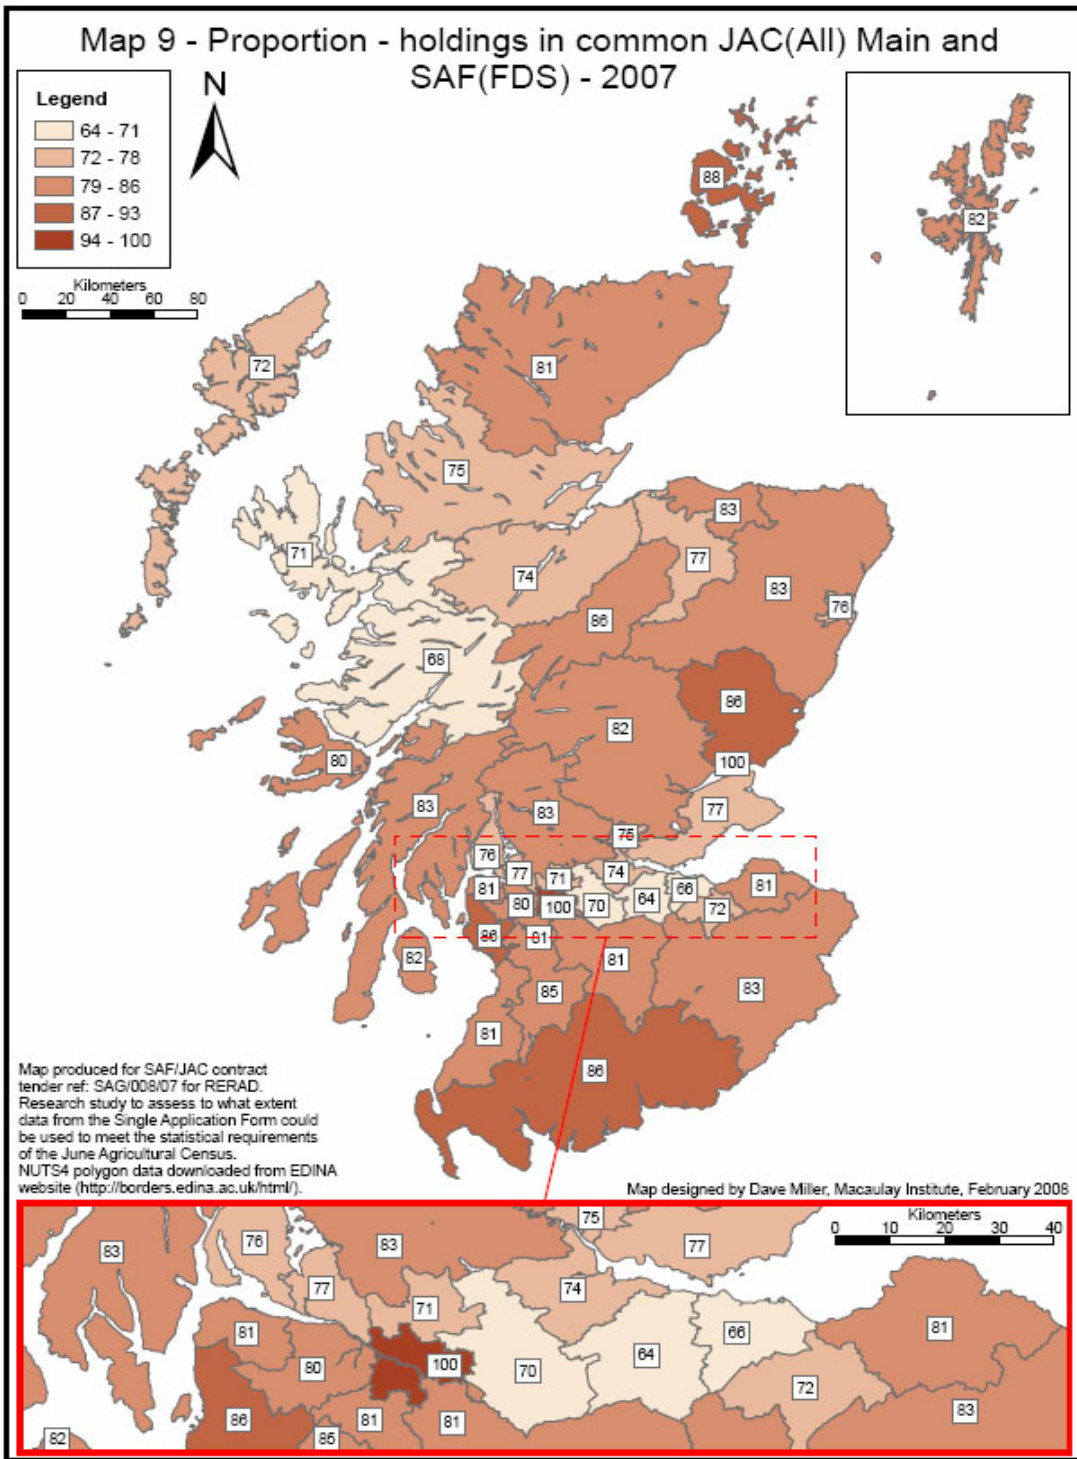 Map 9 - Proportion - holdings in common JAC(All) Main and
SAF(FDS) - 2007
Legend
64 - 71
72 - 78
79 - 86
87 - 93
94 - 100
N
Kilometers
0 20 40 60 80
88
82
72
81
75
83
71
77
74
83
76
86
68
86
82
80
100
77
83
83
75
76
77
71
74
81
66
81
80
100
70
64
72
86
81
82
81
85
83
81
86
Map produced for SAF/JAC contract
tender ref: SAG/008/07 for RERAD.
Research study to assess to what extent
data from the Single Application Form could
be used to meet the statistical requirements
of the June Agricultural Census.
NUTS4 polygon data downloaded from EDINA
website (http://borders.edina.ac.uk/html/).
Map designed by Dave Miller, Macaulay Institute, February 2008
Kilometers
0 10 20 30 40
75
76
83
83
77
77
74
71
81
66
81
80
100
70
64
72
86
81
81
83
82
85